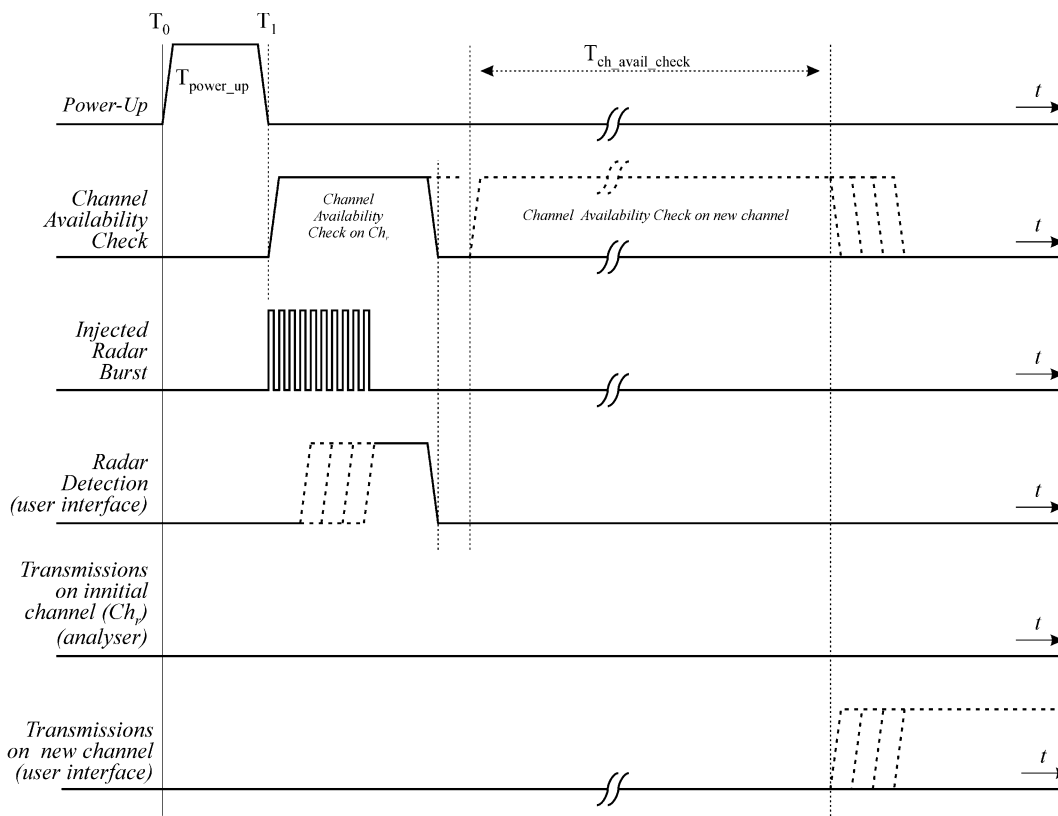 T0
T1
Tch_avail_check
Tpower_up
Power-Up
t
Channel
Availability
Check
Channel
Availability
Check on Chr
Channel Availability Check on new channel
t
Injected
Radar
Burst
t
Radar
Detection
(user interface)
t
Transmissions
on innitial
channel (Chr)
(analyser)
t
Transmissions
on new channel
(user interface)
t